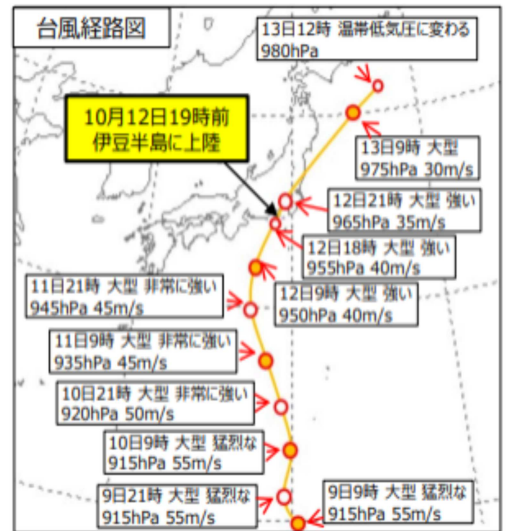 台風経路図
13日12時 温帯低気圧に変わる
980hPa
10月12日19時前
伊豆半島に上陸
13日9時 大型
975hPa 30m/s
12日21時 大型 強い
965hPa 35m/s
12日18時 大型 強い
955hPa 40m/s
11日21時 大型 非常に強い
945hPa 45m/s
12日9時 大型 強い
950hPa 40m/s
11日9時 大型 非常に強い
935hPa 45m/s
10日21時 大型 非常に強い
920hPa 50m/s
10日9時 大型 猛烈な
915hPa 55m/s
9日21時 大型 猛烈な
915hPa 55m/s
9日9時 大型 猛烈な
915hPa 55m/s